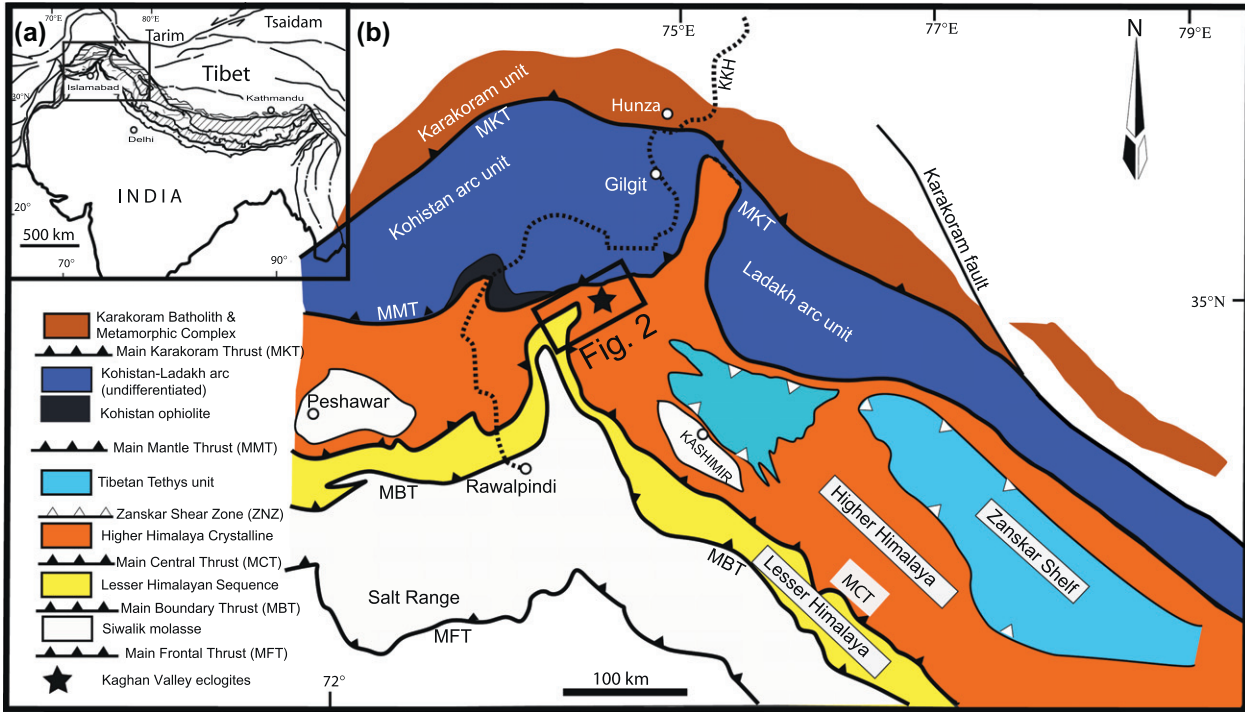 (a)
70°
80°E
Tarim
Tsaidam
Tibet
Islamabad
30°N
Kathmandu
Delhi
INDIA
20°
500 km
70°
90°
(b)
75°E
77°E
79°E
N
KKH
Hunza
Karakoram unit
MKT
Gilgit
Kohistan arc unit
MKT
Karakoram fault
Ladakh arc unit
35°N
MMT
Fig. 2
Peshawar
KASHIMIR
MBT
Rawalpindi
Higher Himalaya
Zanskar Shelf
MBT
Lesser Himalaya
MCT
Salt Range
MFT
72°
100 km
Karakoram Batholith &
Metamorphic Complex
Main Karakoram Thrust (MKT)
Kohistan-Ladakh arc
(undifferentiated)
Kohistan ophiolite
Main Mantle Thrust (MMT)
Tibetan Tethys unit
Zanskar Shear Zone (ZNZ)
Higher Himalaya Crystalline
Main Central Thrust (MCT)
Lesser Himalayan Sequence
Main Boundary Thrust (MBT)
Siwalik molasse
Main Frontal Thrust (MFT)
Kaghan Valley eclogites